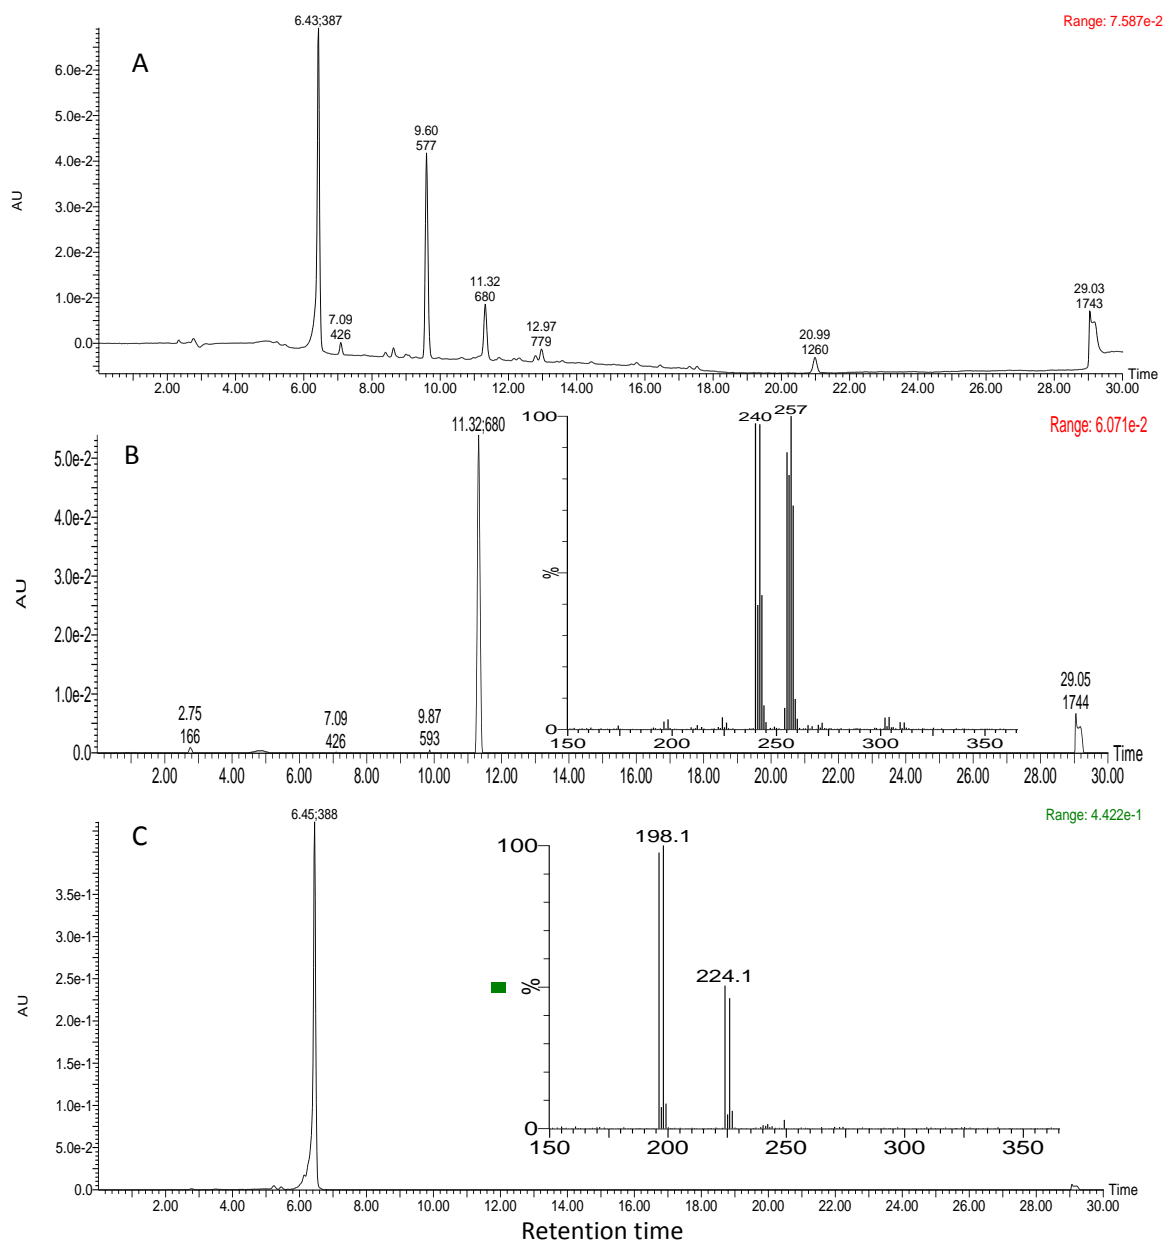 6.43;387
Range: 7.587e-2
A
6.0e-2
9.60
577
5.0e-2
4.0e-2
AU
3.0e-2
2.0e-2
11.32
680
29.03
1743
1.0e-2
7.09
426
12.97
779
20.99
1260
0.0
2.00 4.00 6.00 8.00 10.00 12.00 14.00 16.00 18.00 20.00 22.00 24.00 26.00 28.00 30.00
Time
11.32;680
Range: 6.071e-2
B
100
240
257
5.0e-2
4.0e-2
%
AU
3.0e-2
2.0e-2
1.0e-2
0
150 200 250 300 350
2.75
166
7.09
426
9.87
593
29.05
1744
0.0
Time
2.00 4.00 6.00 8.00 10.00 12.00 14.00 16.00 18.00 20.00 22.00 24.00 26.00 28.00 30.00
6.45;388
Range: 4.422e-1
C
100
198.1
3.5e-1
3.0e-1
224.1
%
2.5e-1
AU
2.0e-1
1.5e-1
1.0e-1
0
150 200 250 300 350
5.0e-2
0.0
Time
2.00 4.00 6.00 8.00 10.00 12.00 14.00 16.00 18.00 20.00 22.00 24.00 26.00 28.00 30.00
Retention time